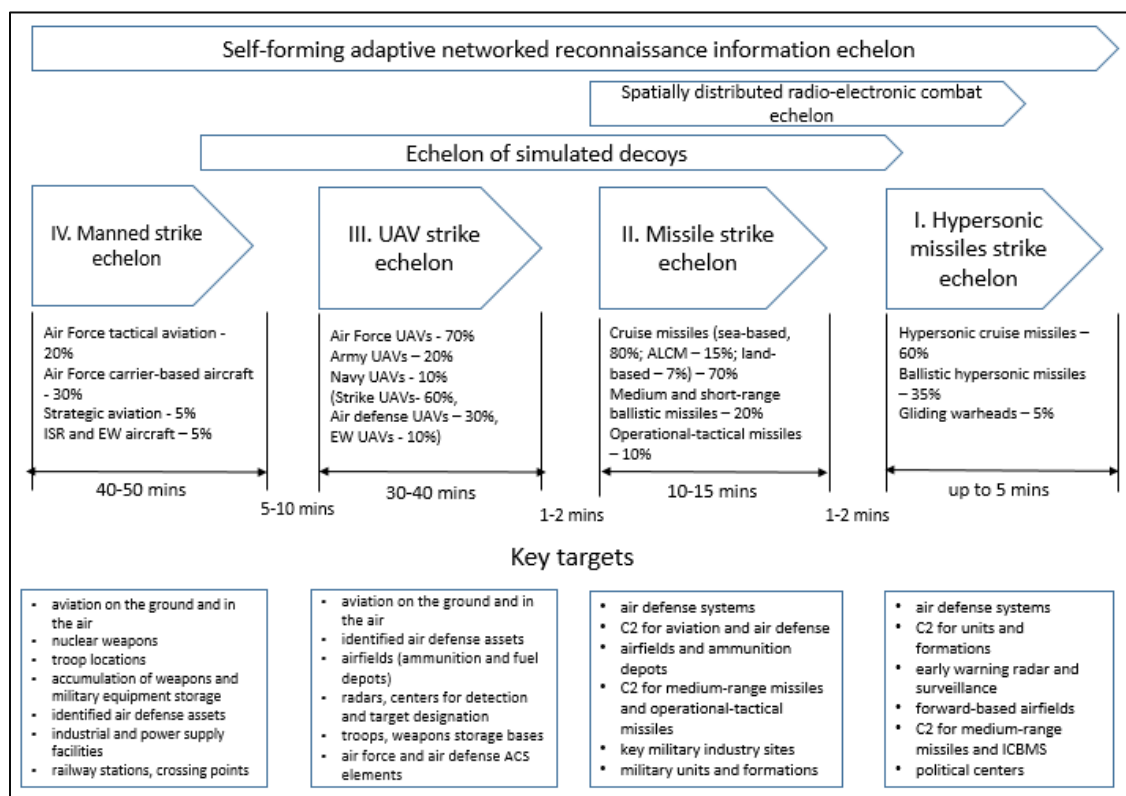 Self-forming adaptive networked reconnaissance information echelon
Spatially distributed radio-electronic combat
echelon
Echelon of simulated decoys
IV. Manned strike
echelon
III. UAV strike
echelon
II. Missile strike
echelon
I. Hypersonic
missiles strike
echelon
Air Force tactical aviation -
20%
Air Force carrier-based aircraft
- 30%
Strategic aviation - 5%
ISR and EW aircraft – 5%
Air Force UAVs - 70%
Army UAVs – 20%
Navy UAVs - 10%
(Strike UAVs- 60%,
Air defense UAVs – 30%,
EW UAVs - 10%)
Cruise missiles (sea-based,
80%; ALCM – 15%; land-
based – 7%) – 70%
Medium and short-range
ballistic missiles – 20%
Operational-tactical missiles
– 10%
Hypersonic cruise missiles –
60%
Ballistic hypersonic missiles
– 35%
Gliding warheads – 5%
40-50 mins
5-10 mins
30-40 mins
1-2 mins
10-15 mins
1-2 mins
up to 5 mins
Key targets
• aviation on the ground and in
the air
• nuclear weapons
• troop locations
• accumulation of weapons and
military equipment storage
• identified air defense assets
• industrial and power supply
facilities
• railway stations, crossing points
• aviation on the ground and in
the air
• identified air defense assets
• airfields (ammunition and fuel
depots)
• radars, centers for detection
and target designation
• troops, weapons storage bases
• air force and air defense ACS
elements
• air defense systems
• C2 for aviation and air defense
• airfields and ammunition
depots
• C2 for medium-range missiles
and operational-tactical
missiles
• key military industry sites
• military units and formations
• air defense systems
• C2 for units and
formations
• early warning radar and
surveillance
• forward-based airfields
• C2 for medium-range
missiles and ICBMS
• political centers